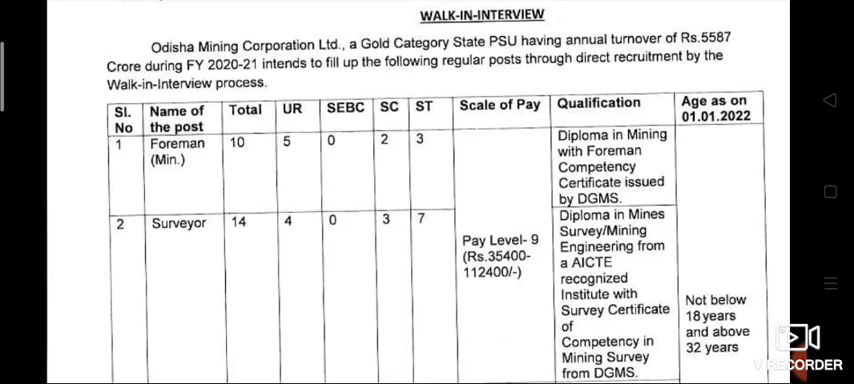 WALK-IN-INTERVIEW
Odisha Mining Corporation Ltd., a Gold Category State PSU having annual turnover of Rs.5587
Crore during FY 2020-21 intends to fill up the following regular posts through direct recruitment by the
Walk-in-Interview process.
Sl. No Name of the post Total UR SEBC SC ST Scale of Pay Qualification Age as on 01.01.2022
1 Foreman (Min.) 10 5 0 2 3
Diploma in Mining
with Foreman
Competency
Certificate issued
by DGMS.
2 Surveyor 14 4 0 3 7
Pay Level- 9
(Rs.35400-
112400/-)
Diploma in Mines
Survey/Mining
Engineering from
a AICTE
recognized
Institute with
Survey Certificate
of
Competency in
Mining Survey
from DGMS.
Not below
18 years
and above
32 years
V RECORDER